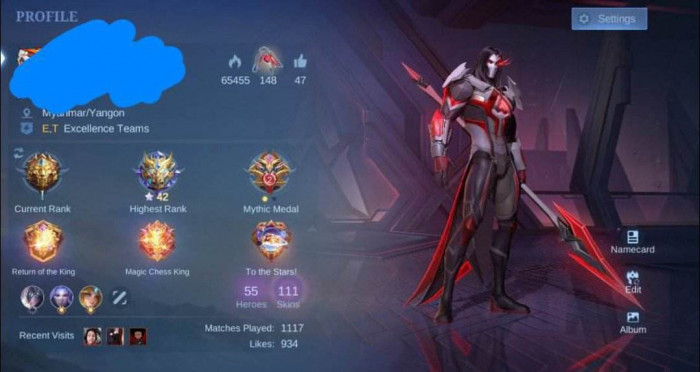 PROFILE
Settings
65455 148 47
Myanmar/Yangon
E,T Excellence Teams
Current Rank
42
Highest Rank
Mythic Medal
Return of the King
Magic Chess King
To the Stars!
55 Heroes
111 Skins
Recent Visits
Matches Played: 1117
Likes: 934
Namecard
Edit
Album